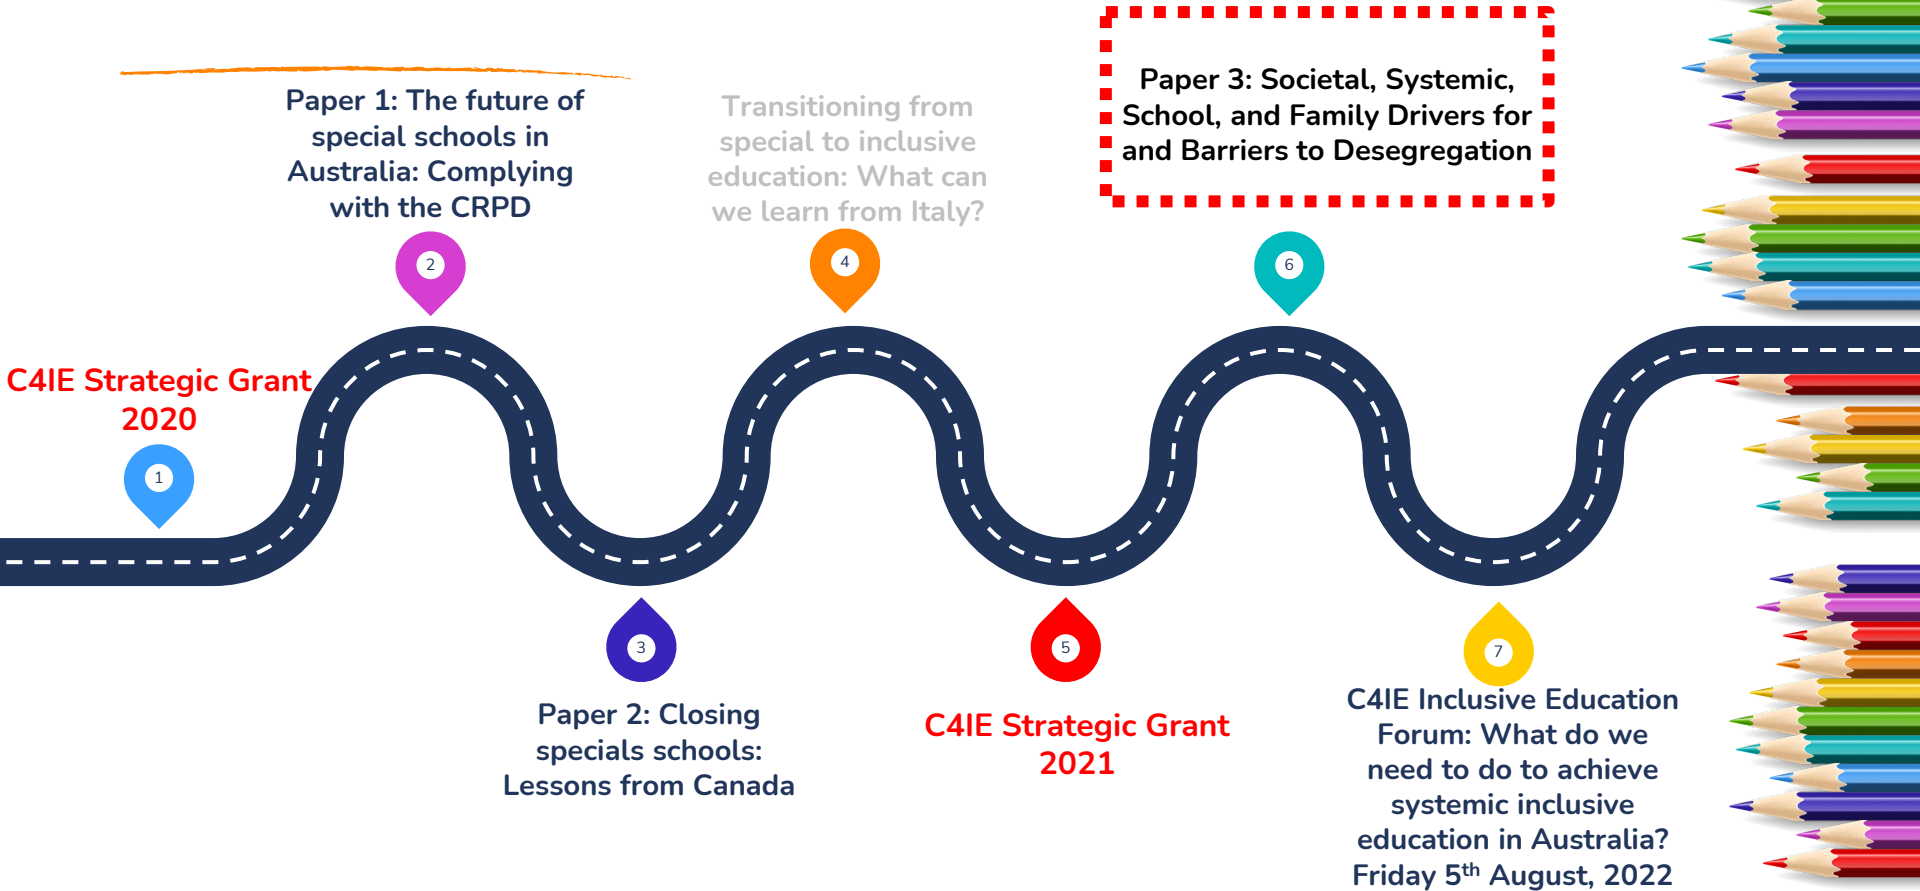 C4IE Strategic Grant
2020
1
Paper 1: The future of
special schools in
Australia: Complying
with the CRPD
2
3
Paper 2: Closing
specials schools:
Lessons from Canada
Transitioning from
special to inclusive
education: What can
we learn from Italy?
4
5
C4IE Strategic Grant
2021
Paper 3: Societal, Systemic,
School, and Family Drivers for
and Barriers to Desegregation
6
7
C4IE Inclusive Education
Forum: What do we
need to do to achieve
systemic inclusive
education in Australia?
Friday 5th August, 2022